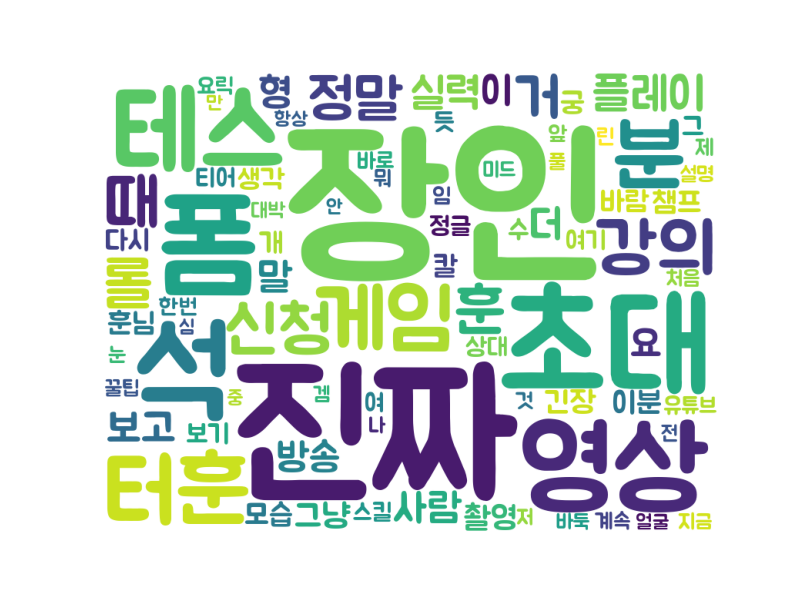 요릭
만
형
정말
실력
이
거
궁
플레이
항상
듯
앞
린
그
제
테스
장인
분
풀
바로
뭐
미드
설명
티어
생각
때
대박
안
임
바람
챔프
다시
폼
개
정글
수
더
여기
강의
롤
말
칼
처음
한번
훈님
심
신청
게임
훈
상대
초대
요
눈
석
꿀팁
중
진짜
겜
여
나
것
긴장
이분
유튜브
보고
보기
영상
전
터훈
방송
모습
그냥
스킬
사람
촬영
저
바둑
계속
얼굴
지금